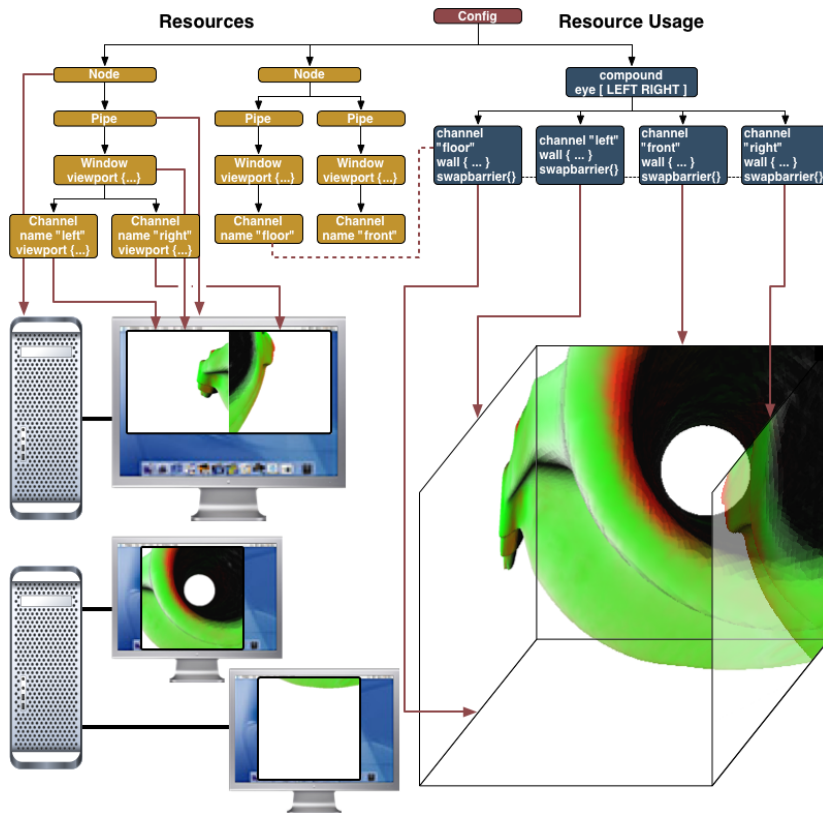 Resources
Config
Resource Usage
Node
Node
compound
eye [ LEFT RIGHT ]
Pipe
Pipe
Pipe
channel
"floor"
wall { ... }
swapbarrier{}
channel "left"
wall { ... }
swapbarrier{}
channel
"front"
wall { ... }
swapbarrier{}
channel
"right"
wall { ... }
swapbarrier{}
Window
viewport {...}
Window
viewport {...}
Window
viewport {...}
Channel
name "left"
viewport {...}
Channel
name "right"
viewport {...}
Channel
name "floor"
Channel
name "front"